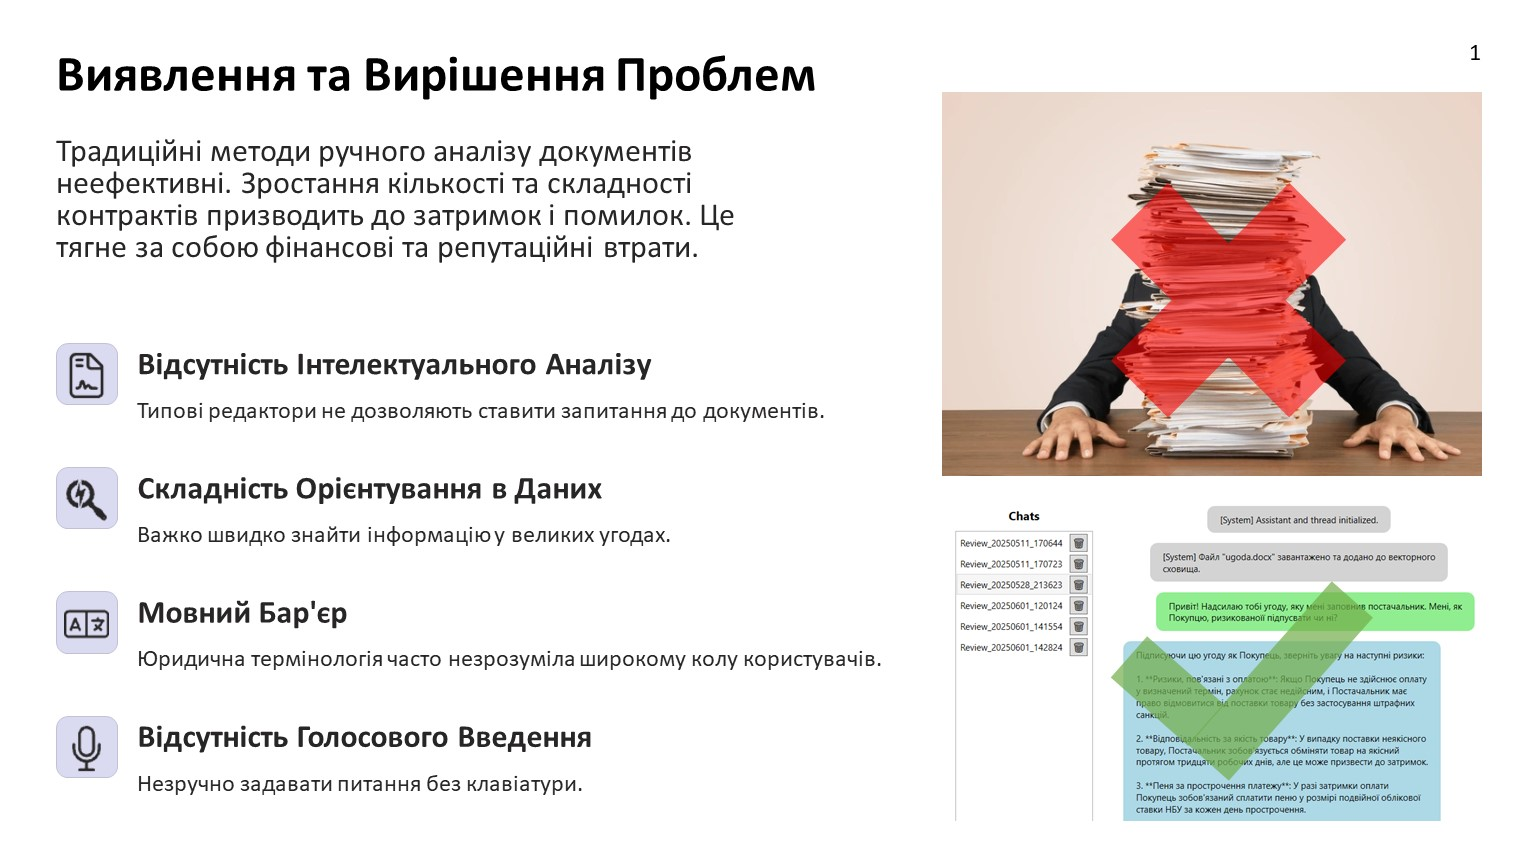 1
Виявлення та Вирішення Проблем
Традиційні методи ручного аналізу документів
неефективні. Зростання кількості та складності
контрактів призводить до затримок і помилок. Це
тягне за собою фінансові та репутаційні втрати.
Відсутність Інтелектуального Аналізу
Типові редактори не дозволяють ставити запитання до документів.
Складність Орієнтування в Даних
Важко швидко знайти інформацію у великих угодах.
Мовний Бар'єр
Юридична термінологія часто незрозуміла широкому колу користувачів.
Відсутність Голосового Введення
Незручно задавати питання без клавіатури.
Chats
Review_20250511_170644
Review_20250511_170723
Review_20250528_213623
Review_20250601_120124
Review_20250601_141554
Review_20250601_142824
[System] Assistant and thread initialized.
[System] Файл "ugoda.docx" завантажено та додано до векторного
сховища.
Привіт! Надсилаю тобі угоду, яку мені заповнив постачальник. Мені, як
Покупцю, ризикованої підпусвати чи ні?
Підписуючи цю угоду як Покупець, зверніть увагу на наступні ризики:
1. **Ризики, пов'язані з оплатою**: Якщо Покупець не здійснює оплату
у визначений термін, рахунок стає недійсним, і Постачальник має
право відмовитися від поставки товару без застосування штрафних
санкцій.
2. **Відповідальність за якість товару**: У випадку поставки неякісного
товару, Постачальник зобов'язується обміняти товар на якісний
протягом тридцяти робочих днів, але це може призвести до затримок.
3. **Пеня за прострочення платежу**: У разі затримки оплати
Покупець зобов'язаний сплатити пеню у розмірі подвійної облікової
ставки НБУ за кожен день прострочення.